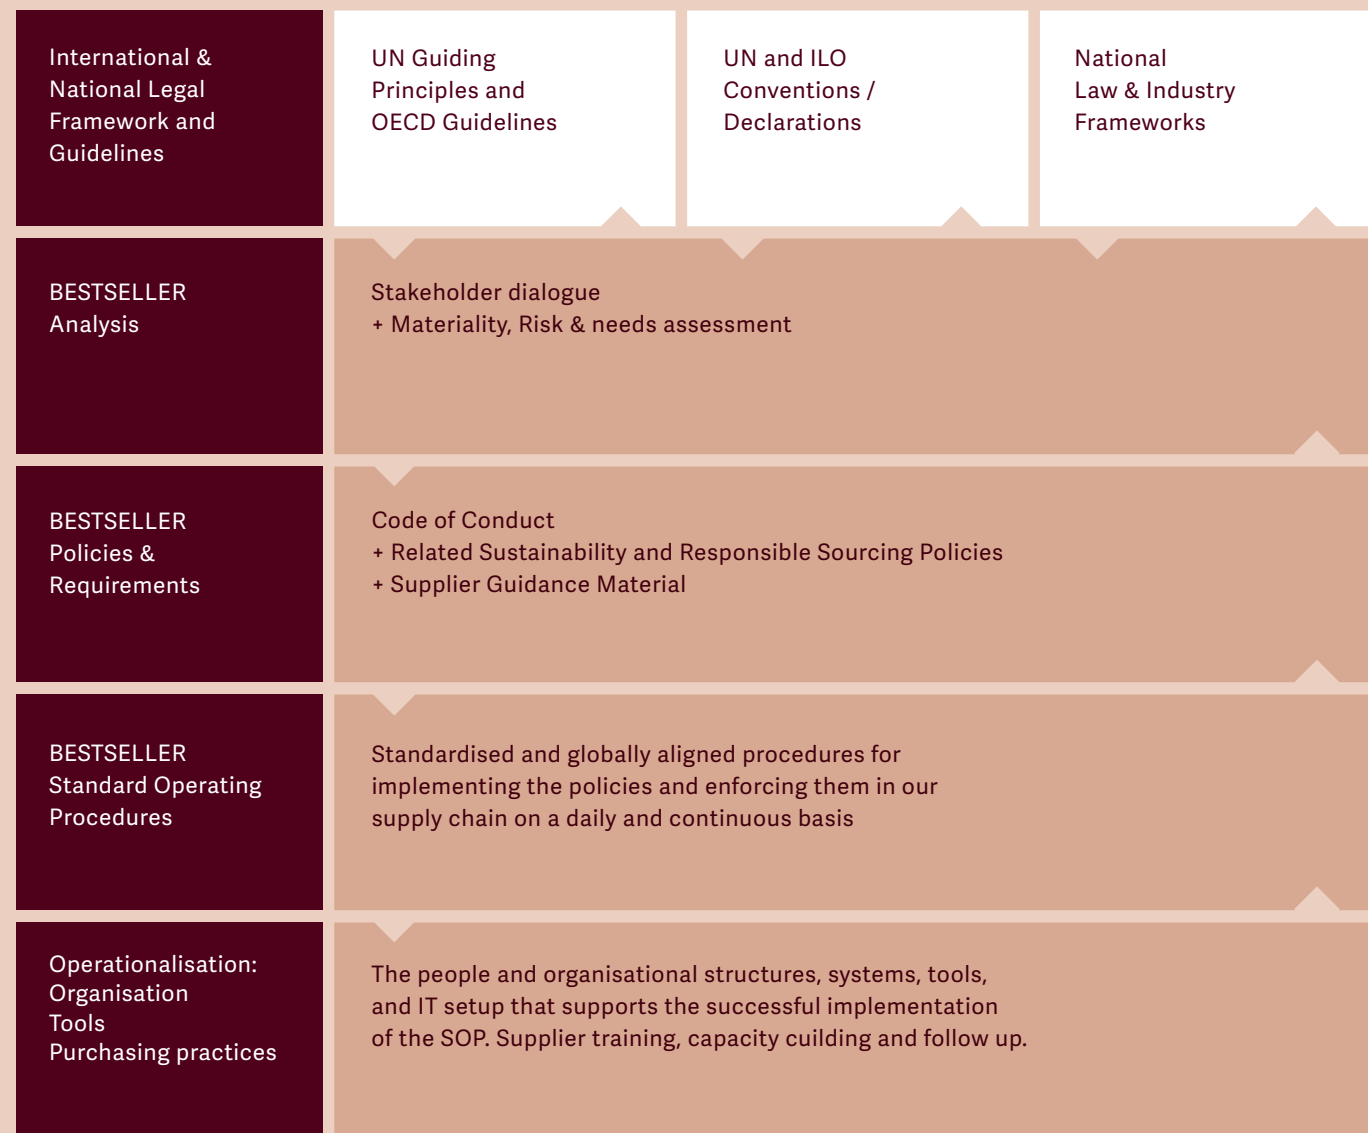 International &
National Legal
Framework and
Guidelines
UN Guiding
Principles and
OECD Guidelines
UN and ILO
Conventions /
Declarations
National
Law & Industry
Frameworks
BESTSELLER
Analysis
Stakeholder dialogue
+ Materiality, Risk & needs assessment
BESTSELLER
Policies &
Requirements
Code of Conduct
+ Related Sustainability and Responsible Sourcing Policies
+ Supplier Guidance Material
BESTSELLER
Standard Operating
Procedures
Standardised and globally aligned procedures for
implementing the policies and enforcing them in our
supply chain on a daily and continuous basis
Operationalisation:
Organisation
Tools
Purchasing practices
The people and organisational structures, systems, tools,
and IT setup that supports the successful implementation
of the SOP. Supplier training, capacity cuilding and follow up.